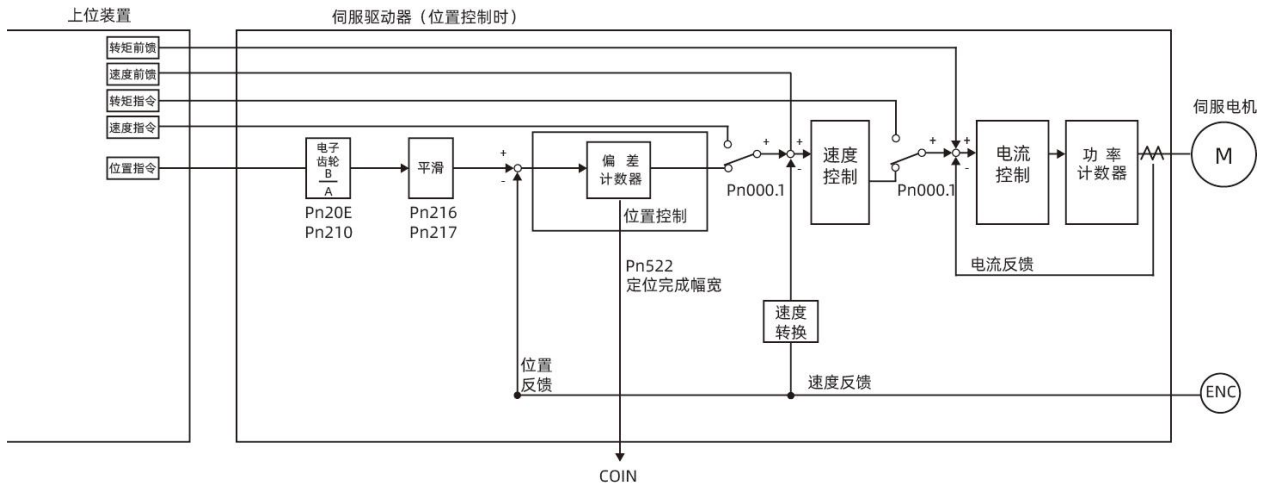 上位装置
伺服驱动器（位置控制时）
转矩前馈
速度前馈
转矩指令
速度指令
位置指令
电子
齿轮
B
A
Pn20E
Pn210
平滑
Pn216
Pn217
+
-
偏 差
计数器
位置控制
Pn522
定位完成幅宽
COIN
Pn000.1
+
+
-
速度
控制
Pn000.1
+
+
-
电流
控制
功 率
计数器
伺服电机
M
电流反馈
速度
转换
位置
反馈
速度反馈
ENC